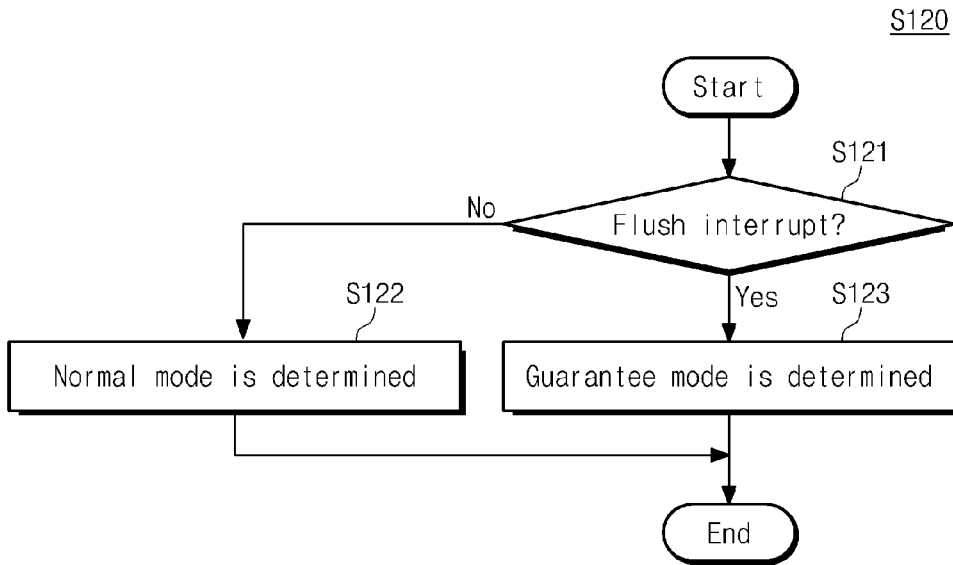 S120
Start
S121
Flush interrupt?
No
Yes
S122
S123
Normal mode is determined
Guarantee mode is determined
End